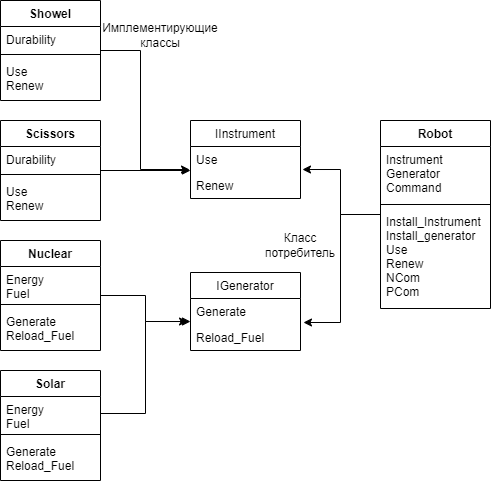 Showel
Durability
Use
Renew
Имплементирующие
классы
Scissors
Durability
Use
Renew
IInstrument
Use
Renew
Robot
Instrument
Generator
Command
Install_Instrument
Install_generator
Use
Renew
NCom
PCom
Класс
потребитель
Nuclear
Energy
Fuel
Generate
Reload_Fuel
IGenerator
Generate
Reload_Fuel
Solar
Energy
Fuel
Generate
Reload_Fuel